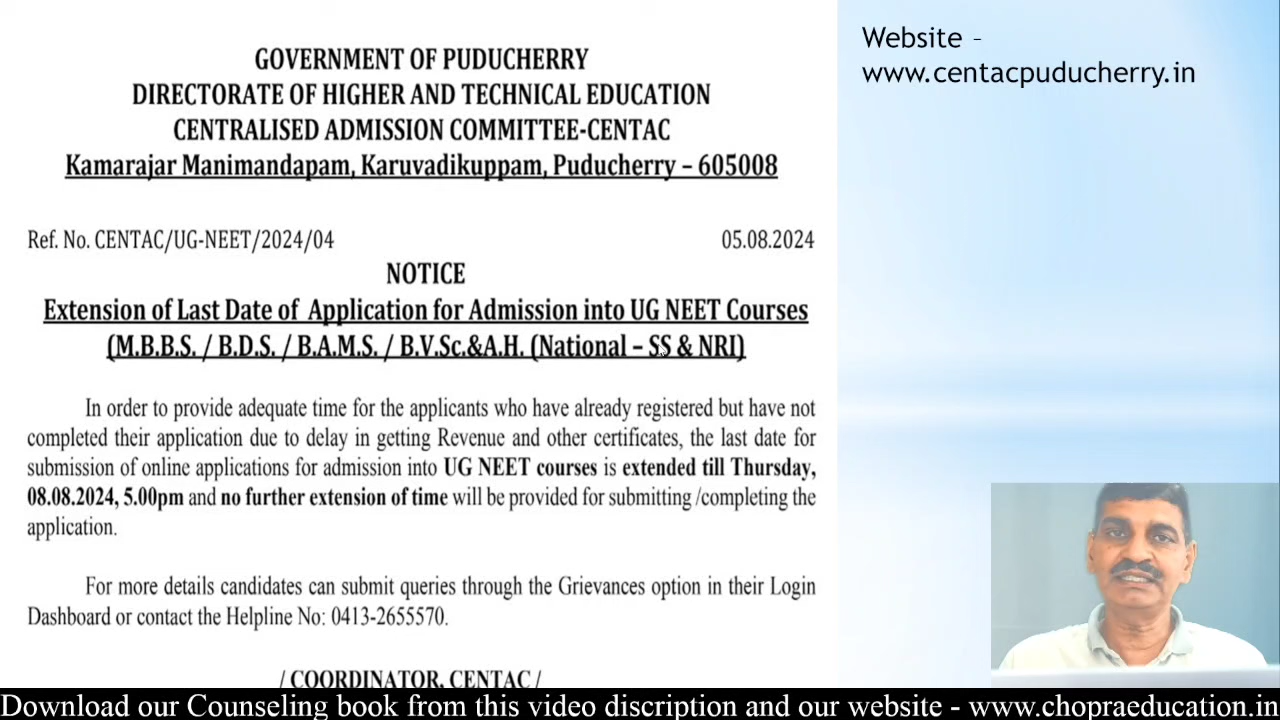 GOVERNMENT OF PUDUCHERRY
DIRECTORATE OF HIGHER AND TECHNICAL EDUCATION
CENTRALISED ADMISSION COMMITTEE-CENTAC
Kamarajar Manimandapam, Karuvadikuppam, Puducherry – 605008
Ref. No. CENTAC/UG-NEET/2024/04 05.08.2024
NOTICE
Extension of Last Date of Application for Admission into UG NEET Courses
(M.B.B.S. / B.D.S. / B.A.M.S. / B.V.Sc.&A.H. (National – SS & NRI)
In order to provide adequate time for the applicants who have already registered but have not
completed their application due to delay in getting Revenue and other certificates, the last date for
submission of online applications for admission into UG NEET courses is extended till Thursday,
08.08.2024, 5.00pm and no further extension of time will be provided for submitting /completing the
application.
For more details candidates can submit queries through the Grievances option in their Login
Dashboard or contact the Helpline No: 0413-2655570.
/ COORDINATOR, CENTAC /
Website –
www.centacpuducherry.in
Download our Counseling book from this video discription and our website - www.chopraeducation.in